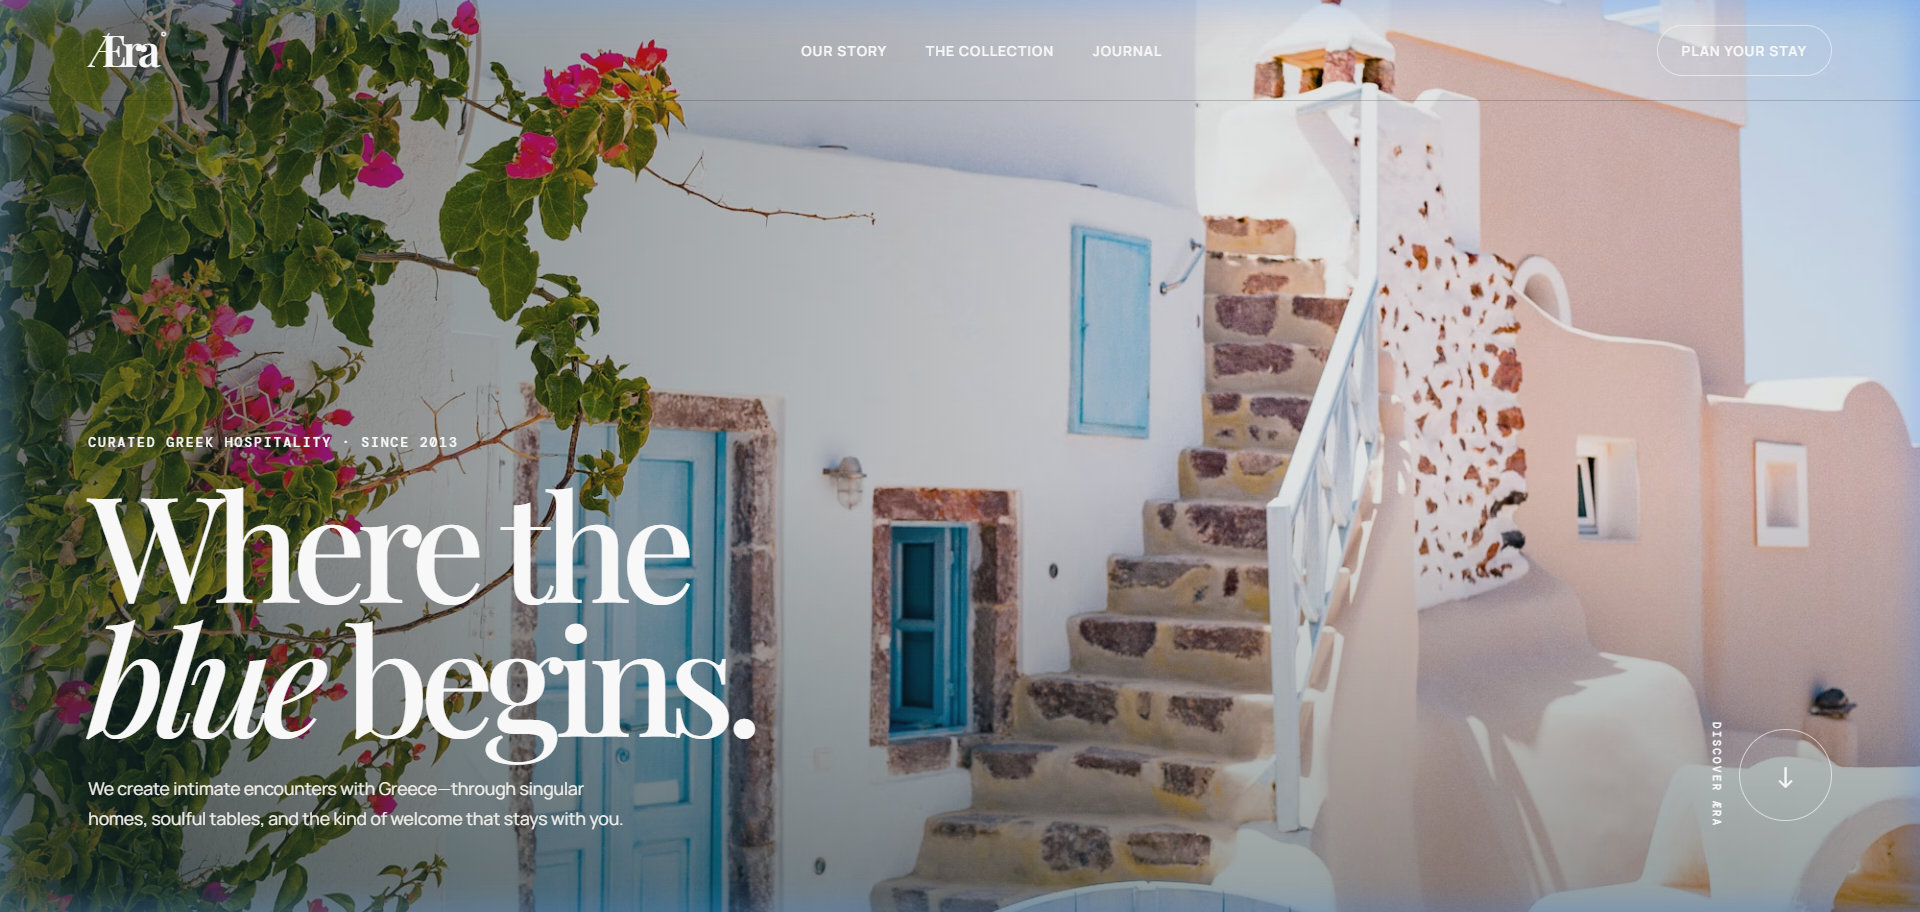 ÆEra°
OUR STORY
THE COLLECTION
JOURNAL
PLAN YOUR STAY
CURATED GREEK HOSPITALITY · SINCE 2013
Where the
blue begins.
We create intimate encounters with Greece—through singular
homes, soulful tables, and the kind of welcome that stays with you.
DISCOVER ÆRA